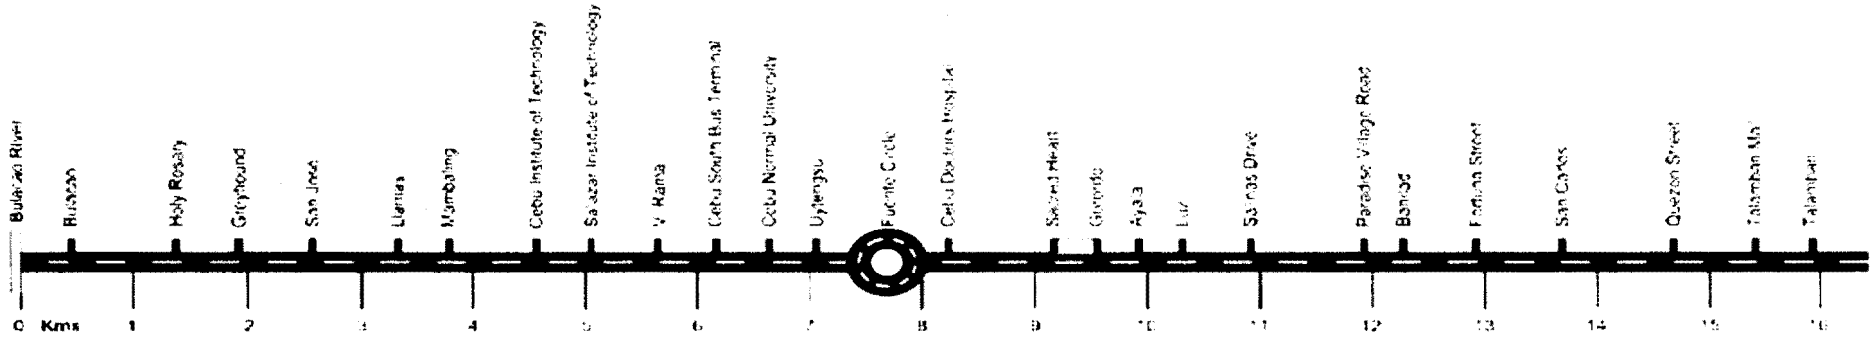 Bulacao River
Bulacao
Holy Rosary
Greyhound
San Jose
Llamas
Mambaling
Cebu Institute of Technology
Salazar Institute of Technology
V. Rama
Cebu South Bus Terminal
Cebu Normal University
Uytengsu
Fuente Circle
Cebu Doctors Hospital
Sacred Heart
Gorordo
Ayala
Luz
Salinas Drive
Paradise Village Road
Banilad
Fortuna Street
San Carlos
Quezon Street
Talamban Mall
Talamban
0 Kms 1 2 3 4 5 6 7 8 9 10 11 12 13 14 15 16